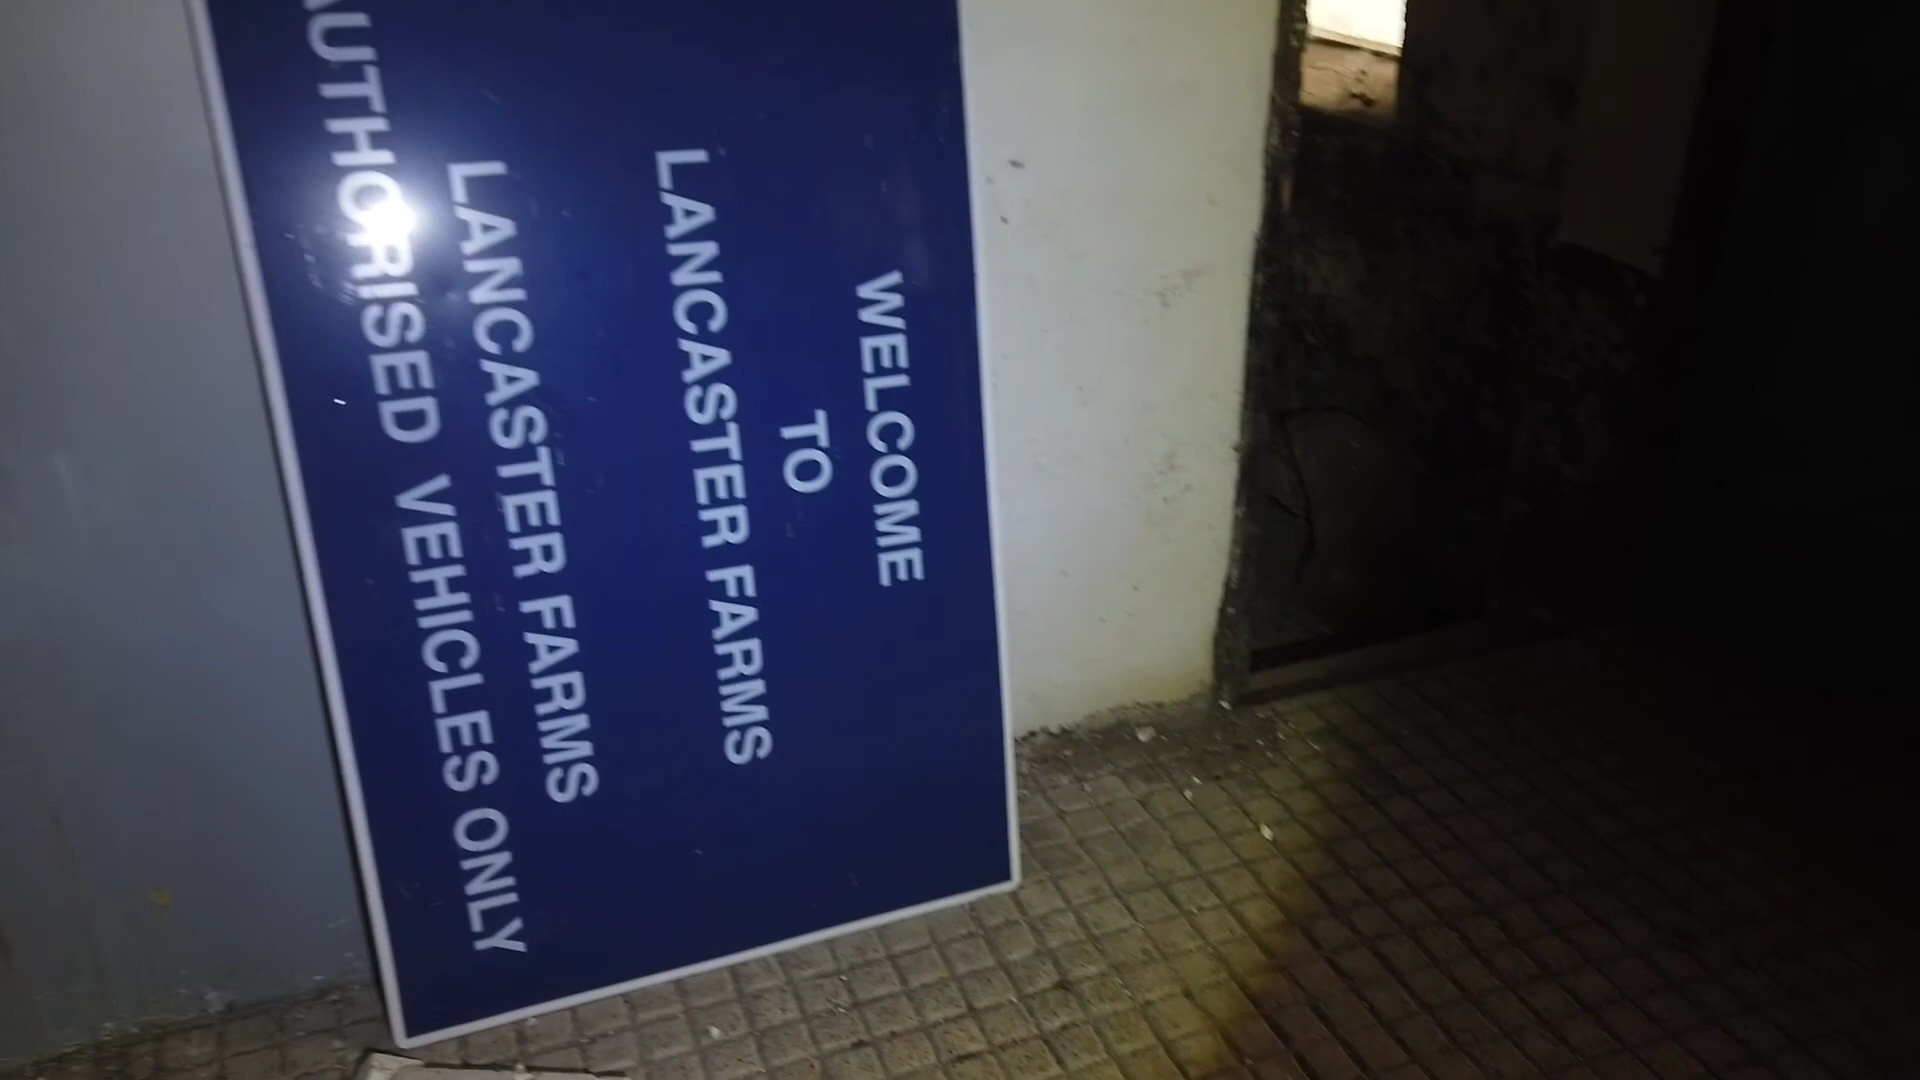 WELCOME
TO
LANCASTER FARMS
LANCASTER FARMS
AUTHORISED VEHICLES ONLY